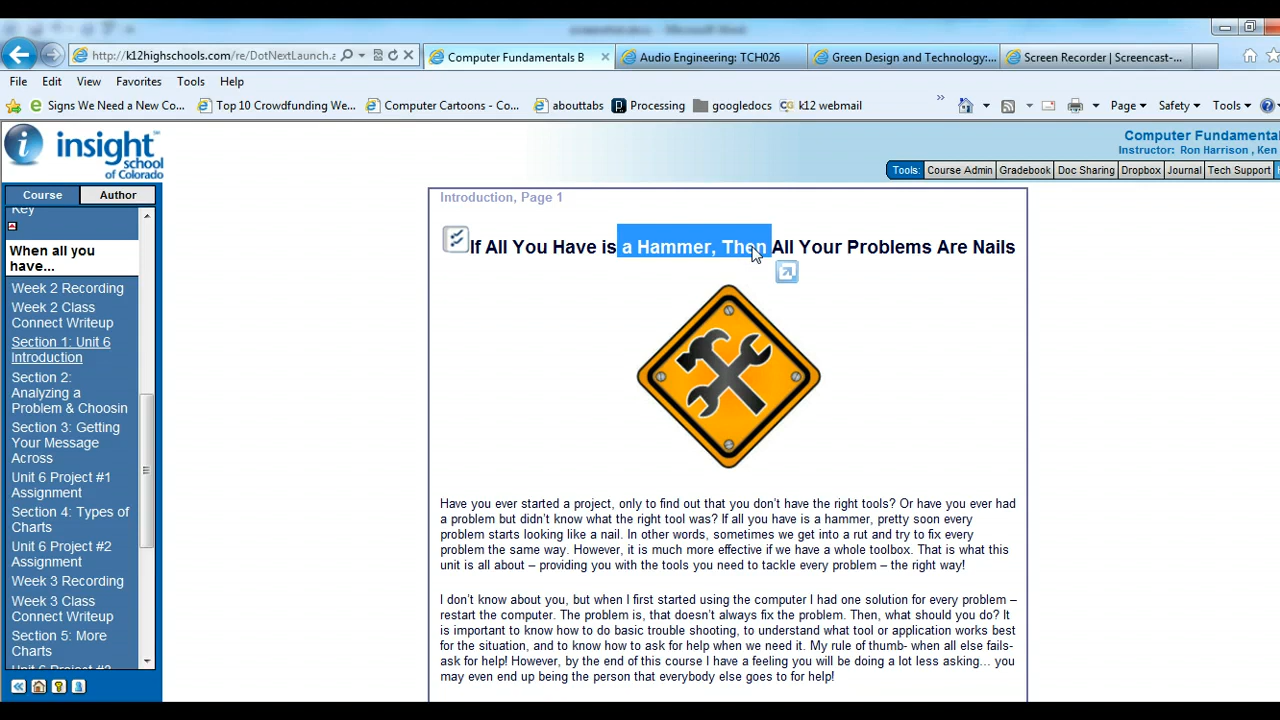 screenshot.docx - Microsoft Word
http://k12highschools.com/re/DotNextLaunch.a
Computer Fundamentals B
Audio Engineering: TCH026
Green Design and Technology:...
Screen Recorder | Screencast-...
File Edit View Favorites Tools Help
Signs We Need a New Co...
Top 10 Crowdfunding We...
Computer Cartoons - Co...
abouttabs
Processing
googledocs
k12 webmail
Page
Safety
Tools
insight
school
of Colorado
Computer Fundamenta
Instructor: Ron Harrison , Ken
Tools: Course Admin Gradebook Doc Sharing Dropbox Journal Tech Support
Course
Author
Key
When all you
have...
Week 2 Recording
Week 2 Class
Connect Writeup
Section 1: Unit 6
Introduction
Section 2:
Analyzing a
Problem & Choosin
Section 3: Getting
Your Message
Across
Unit 6 Project #1
Assignment
Section 4: Types of
Charts
Unit 6 Project #2
Assignment
Week 3 Recording
Week 3 Class
Connect Writeup
Section 5: More
Charts
Unit 6 Project #3
Introduction, Page 1
If All You Have is a Hammer, Then All Your Problems Are Nails
Have you ever started a project, only to find out that you don't have the right tools? Or have you ever had
a problem but didn't know what the right tool was? If all you have is a hammer, pretty soon every
problem starts looking like a nail. In other words, sometimes we get into a rut and try to fix every
problem the same way. However, it is much more effective if we have a whole toolbox. That is what this
unit is all about – providing you with the tools you need to tackle every problem – the right way!
I don't know about you, but when I first started using the computer I had one solution for every problem –
restart the computer. The problem is, that doesn't always fix the problem. Then, what should you do? It
is important to know how to do basic trouble shooting, to understand what tool or application works best
for the situation, and to know how to ask for help when we need it. My rule of thumb- when all else fails-
ask for help! However, by the end of this course I have a feeling you will be doing a lot less asking… you
may even end up being the person that everybody else goes to for help!